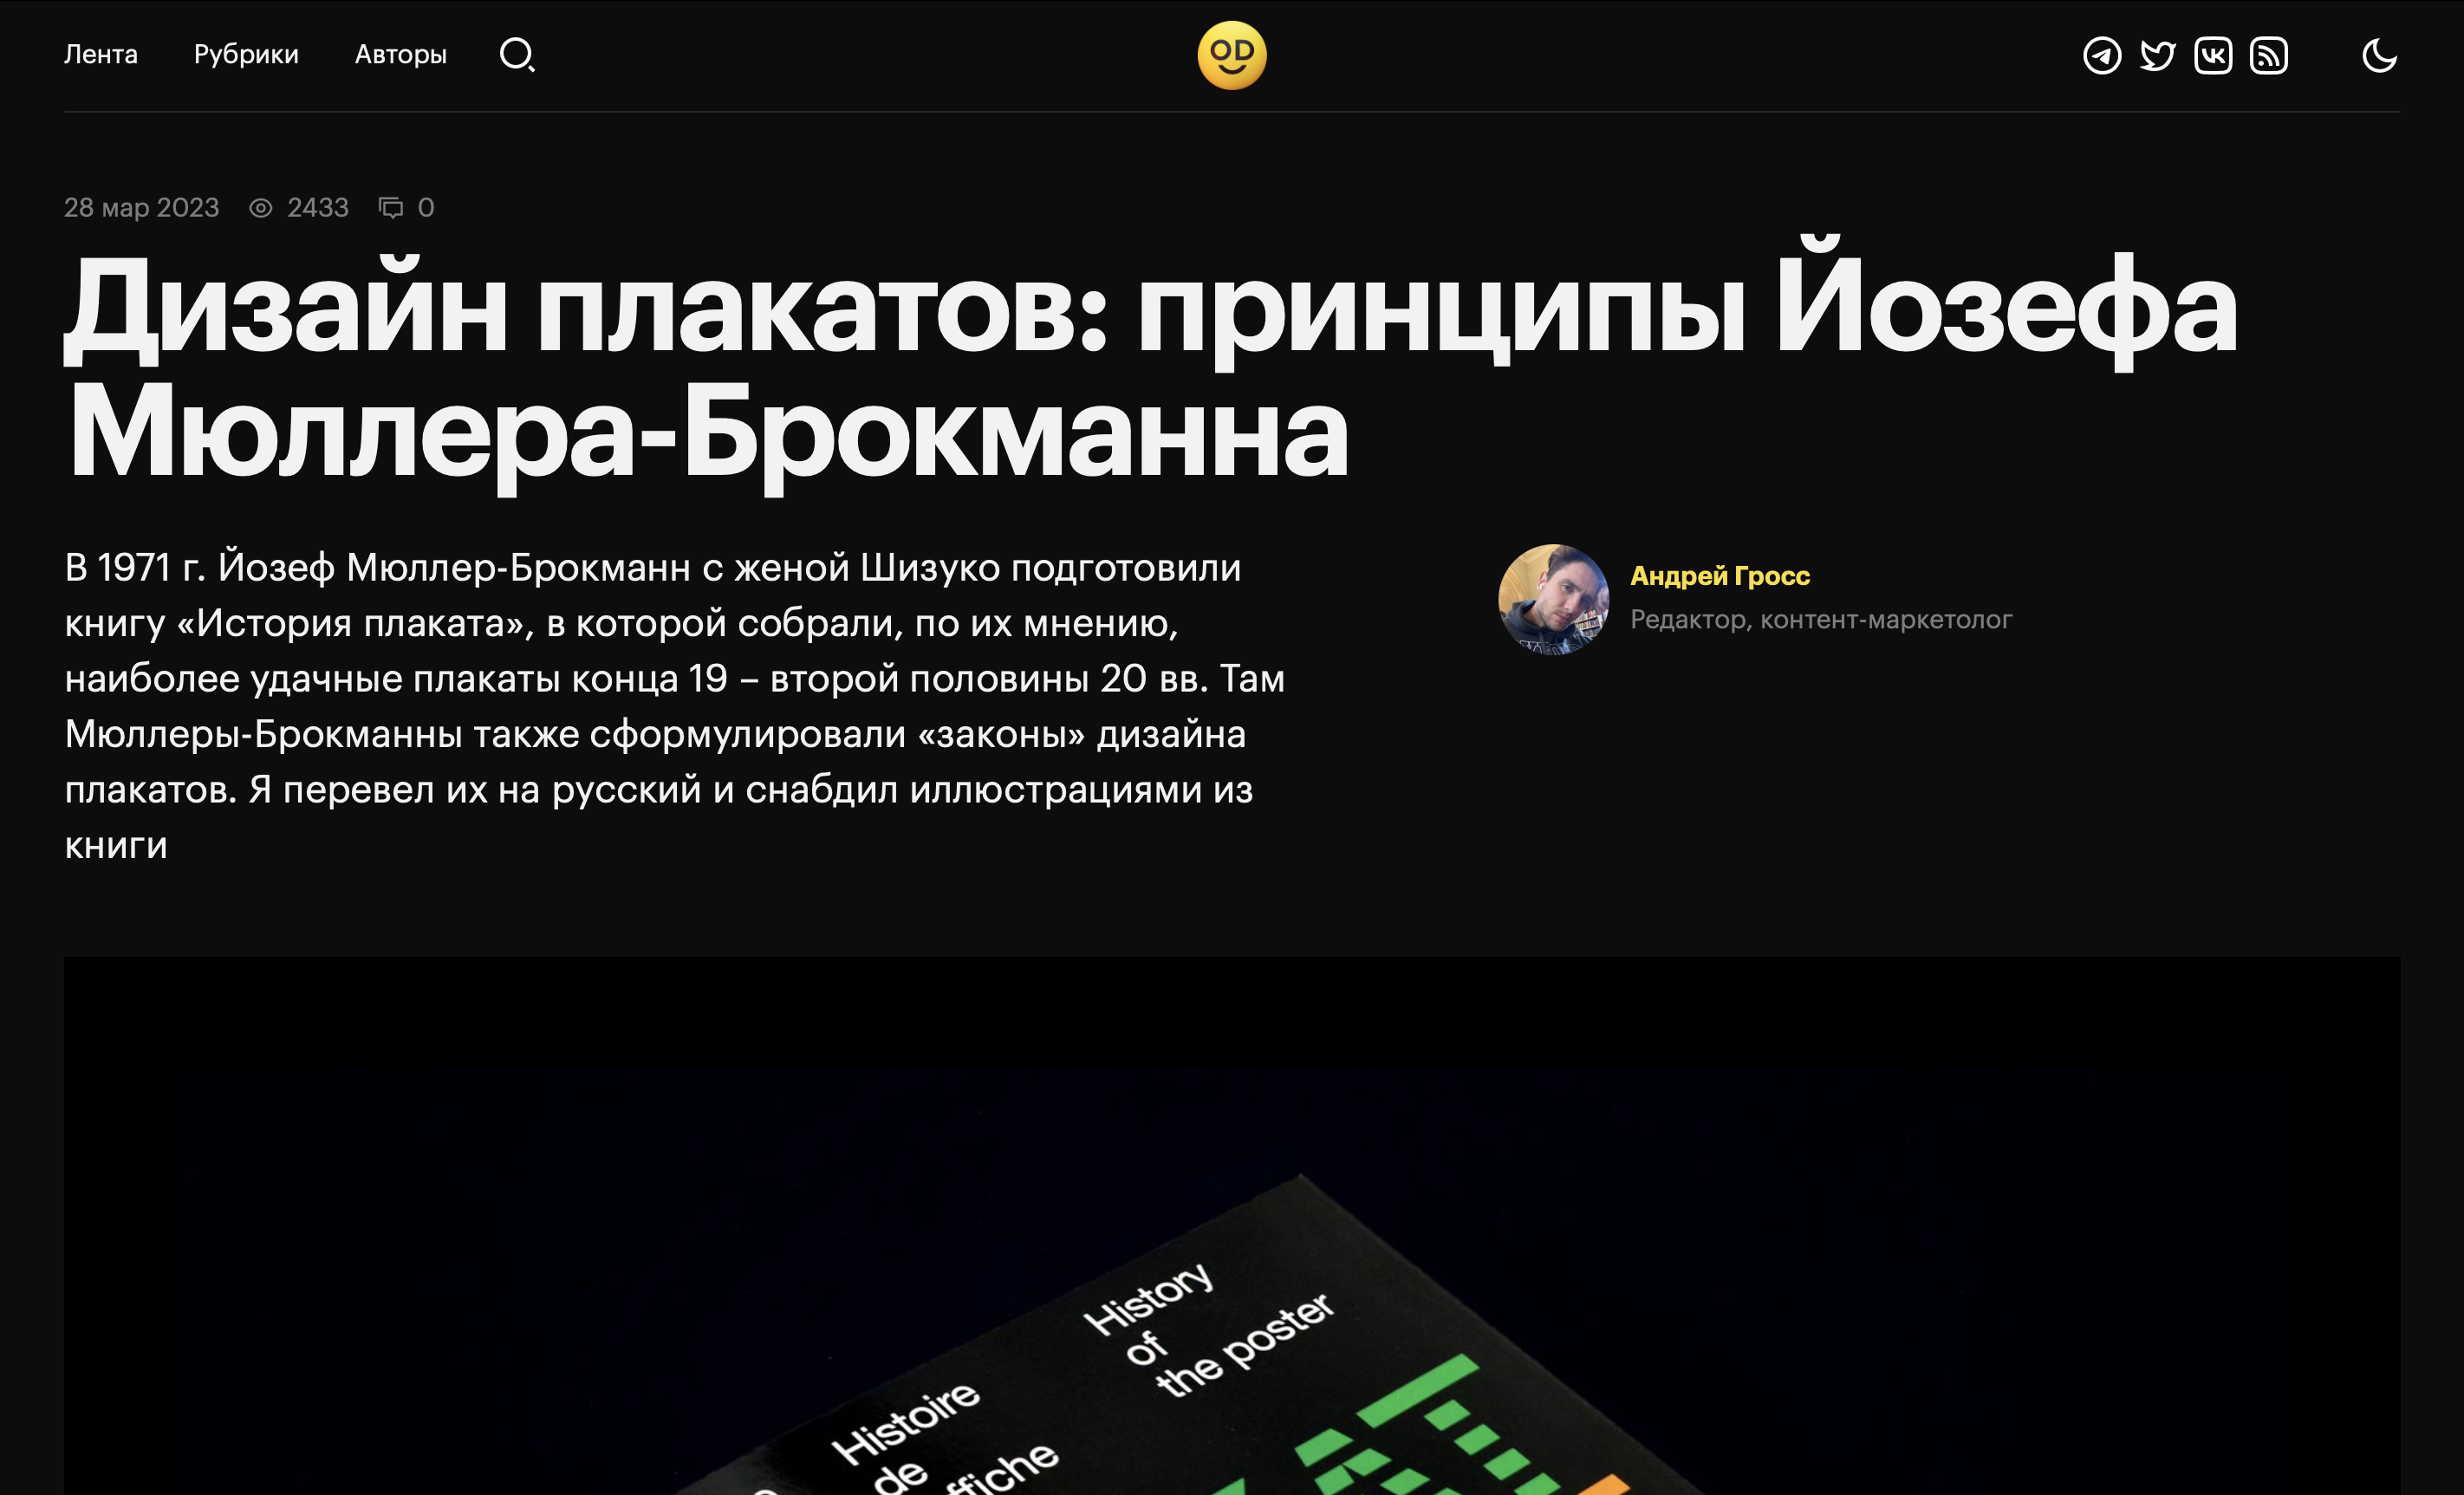 Лента Рубрики Авторы
OD
28 мар 2023 2433 0
Дизайн плакатов: принципы Йозефа
Мюллера-Брокманна
В 1971 г. Йозеф Мюллер-Брокманн с женой Шизуко подготовили
книгу «История плаката», в которой собрали, по их мнению,
наиболее удачные плакаты конца 19 – второй половины 20 вв. Там
Мюллеры-Брокманны также сформулировали «законы» дизайна
плакатов. Я перевел их на русский и снабдил иллюстрациями из
книги
Андрей Гросс
Редактор, контент-маркетолог
History
of
the poster
Histoire
de